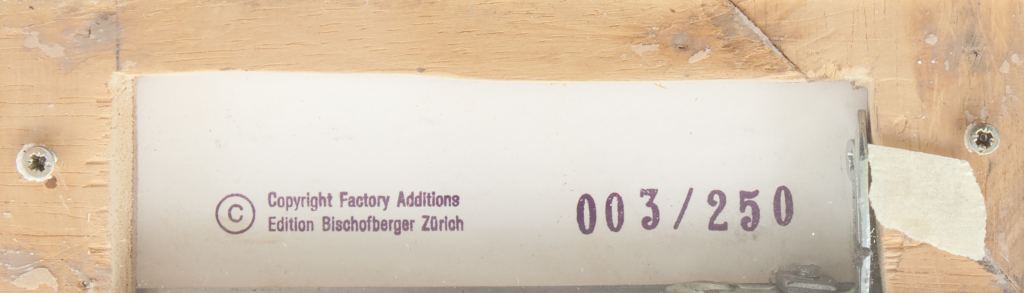 © Copyright Factory Additions
Edition Bischofberger Zürich
003/250